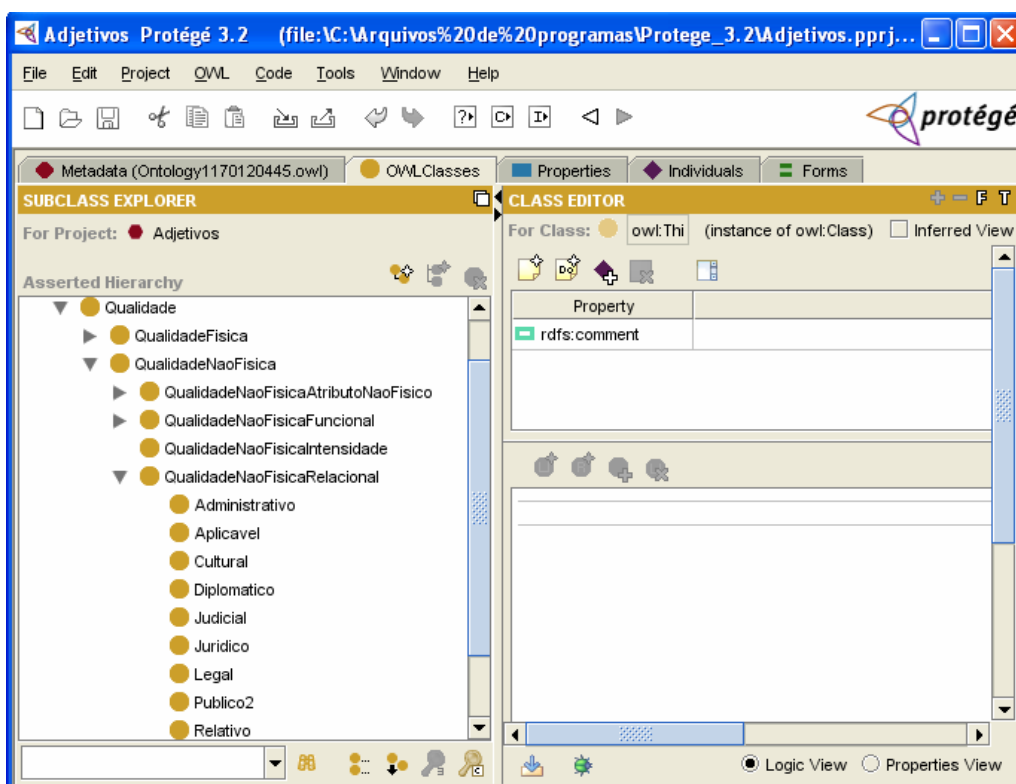 Adjetivos Protégé 3.2 (file:\C:\Arquivos%20de%20programas\Protege_3.2\Adjetivos.pprj...
File Edit Project OWL Code Tools Window Help
protégé
Metadata (Ontology1170120445.owl) OWLClasses Properties Individuals Forms
SUBCLASS EXPLORER
For Project: Adjetivos
Asserted Hierarchy
Qualidade
QualidadeFisica
QualidadeNaoFisica
QualidadeNaoFisicaAtributoNaoFisico
QualidadeNaoFisicaFuncional
QualidadeNaoFisicaIntensidade
QualidadeNaoFisicaRelacional
Administrativo
Aplicavel
Cultural
Diplomatico
Judicial
Juridico
Legal
Publico2
Relativo
CLASS EDITOR F T
For Class: owl:Thi (instance of owl:Class) Inferred View
Property
rdfs:comment
Logic View Properties View